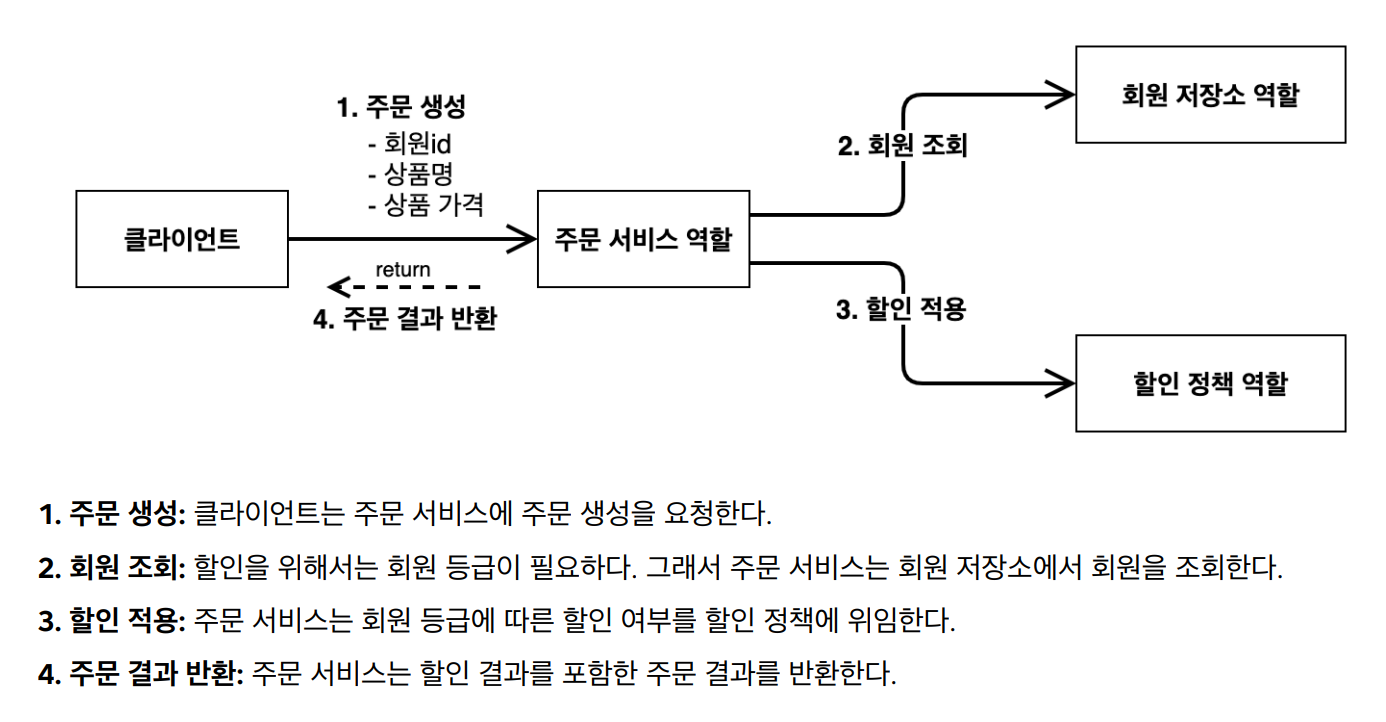 1. 주문 생성
- 회원id
- 상품명
- 상품 가격
클라이언트
return
4. 주문 결과 반환
주문 서비스 역할
2. 회원 조회
3. 할인 적용
회원 저장소 역할
할인 정책 역할
1. 주문 생성: 클라이언트는 주문 서비스에 주문 생성을 요청한다.
2. 회원 조회: 할인을 위해서는 회원 등급이 필요하다. 그래서 주문 서비스는 회원 저장소에서 회원을 조회한다.
3. 할인 적용: 주문 서비스는 회원 등급에 따른 할인 여부를 할인 정책에 위임한다.
4. 주문 결과 반환: 주문 서비스는 할인 결과를 포함한 주문 결과를 반환한다.